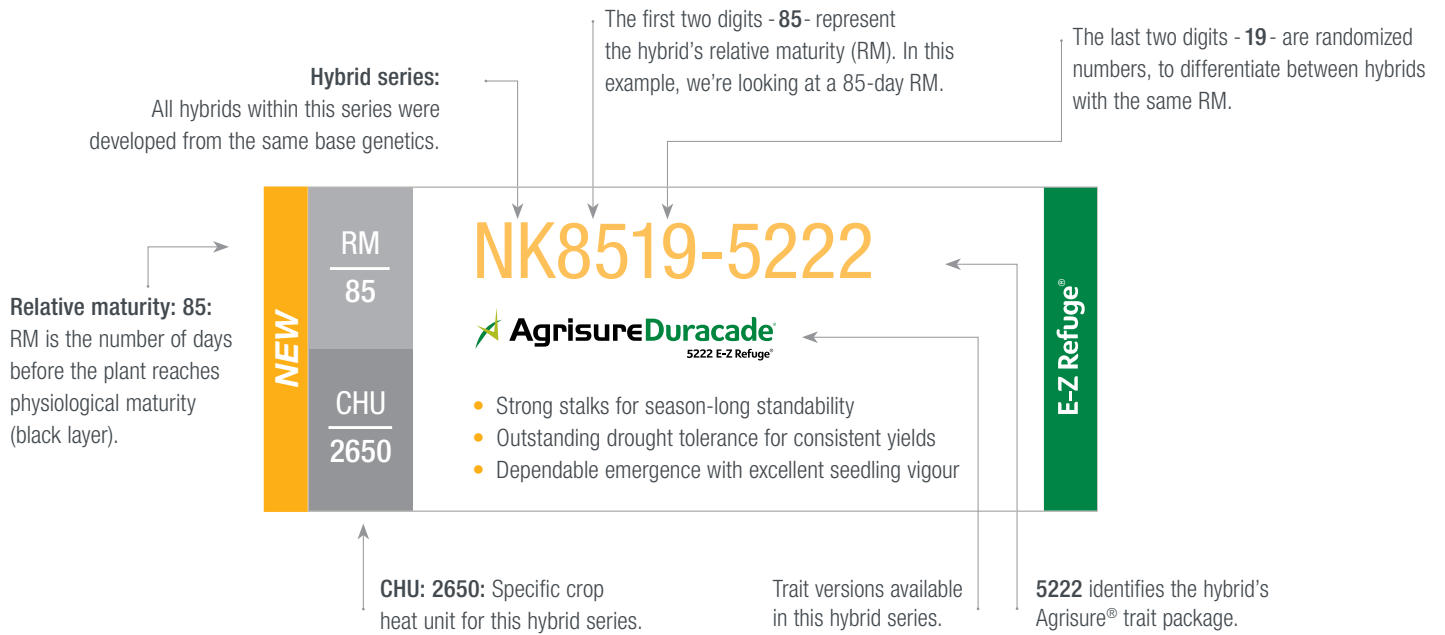 The first two digits - 85 - represent
the hybrid's relative maturity (RM). In this
example, we're looking at a 85-day RM.
The last two digits - 19 - are randomized
numbers, to differentiate between hybrids
with the same RM.
Hybrid series:
All hybrids within this series were
developed from the same base genetics.
Relative maturity: 85:
RM is the number of days
before the plant reaches
physiological maturity
(black layer).
NEW
RM
85
CHU
2650
NK8519-5222
AgrisureDuracade®
5222 E-Z Refuge®
• Strong stalks for season-long standability
• Outstanding drought tolerance for consistent yields
• Dependable emergence with excellent seedling vigour
E-Z Refuge®
CHU: 2650: Specific crop
heat unit for this hybrid series.
Trait versions available
in this hybrid series.
5222 identifies the hybrid's
Agrisure® trait package.